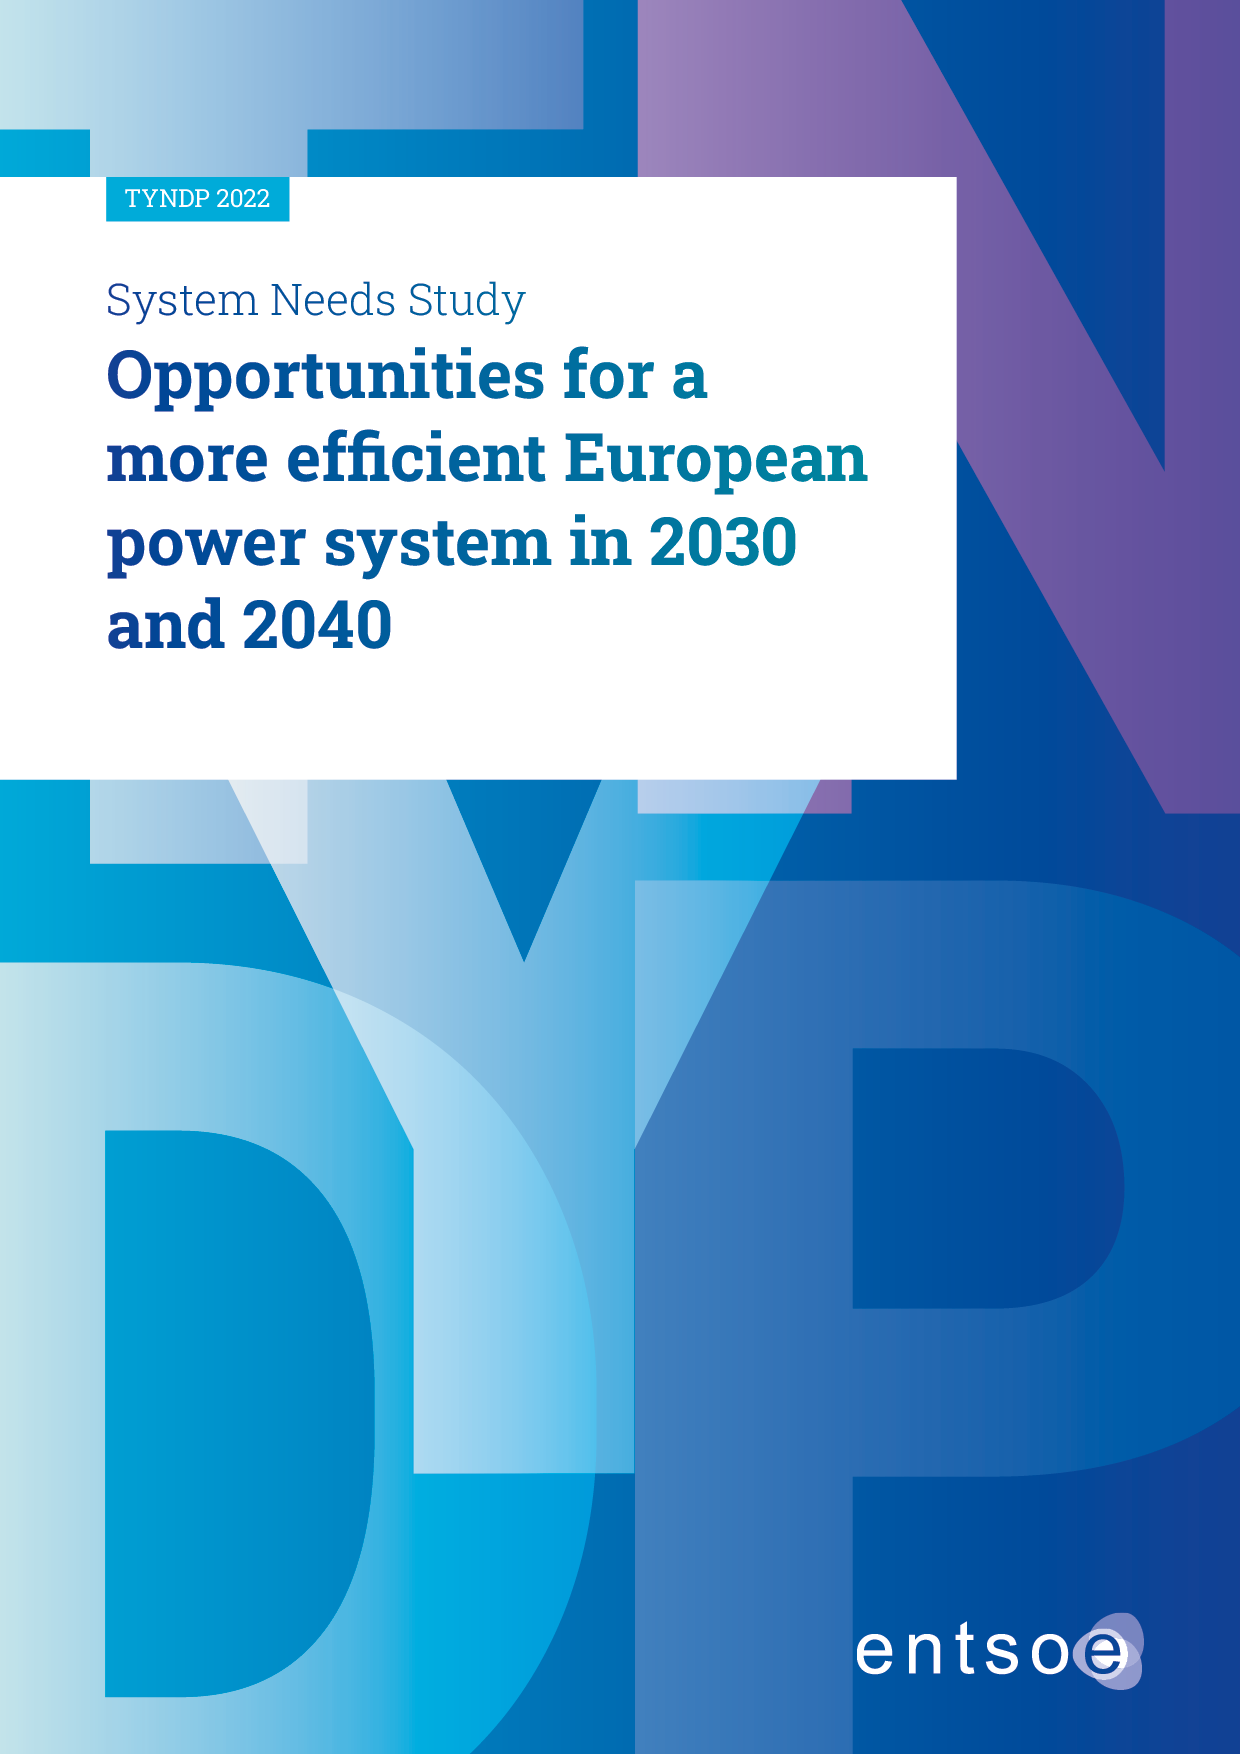 TYNDP 2022
System Needs Study
Opportunities for a
more efficient European
power system in 2030
and 2040
entsoe